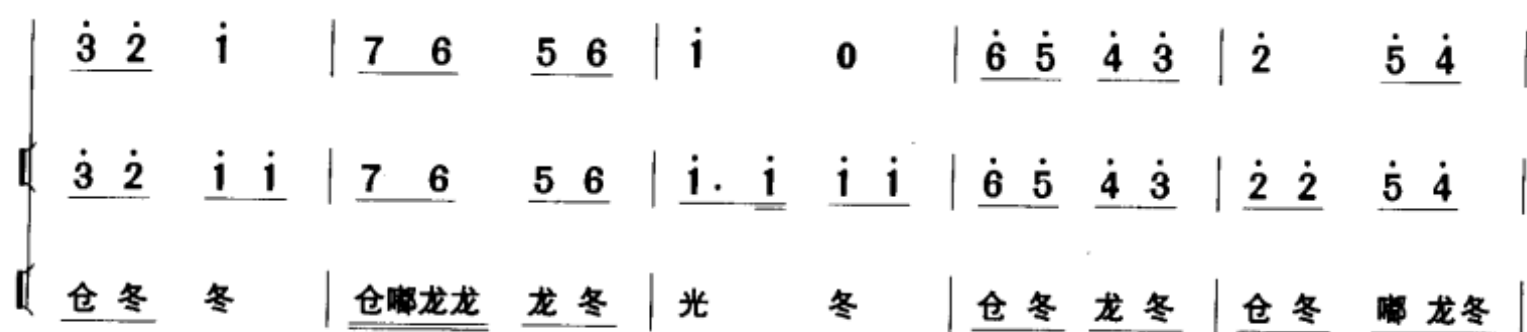 3̇ 2̇ 1̇ | 7 6 5 6 | 1̇ 0 | 6̇ 5̇ 4̇ 3̇ | 2̇ 5̇ 4̇ |
3̇ 2̇ 1̇ 1̇ | 7 6 5 6 | 1̇. 1̇ 1̇ 1̇ | 6̇ 5̇ 4̇ 3̇ | 2̇ 2̇ 5̇ 4̇ |
仓 冬 冬 | 仓嘟龙龙 龙 冬 | 光 冬 | 仓 冬 龙 冬 | 仓 冬 嘟 龙冬 |